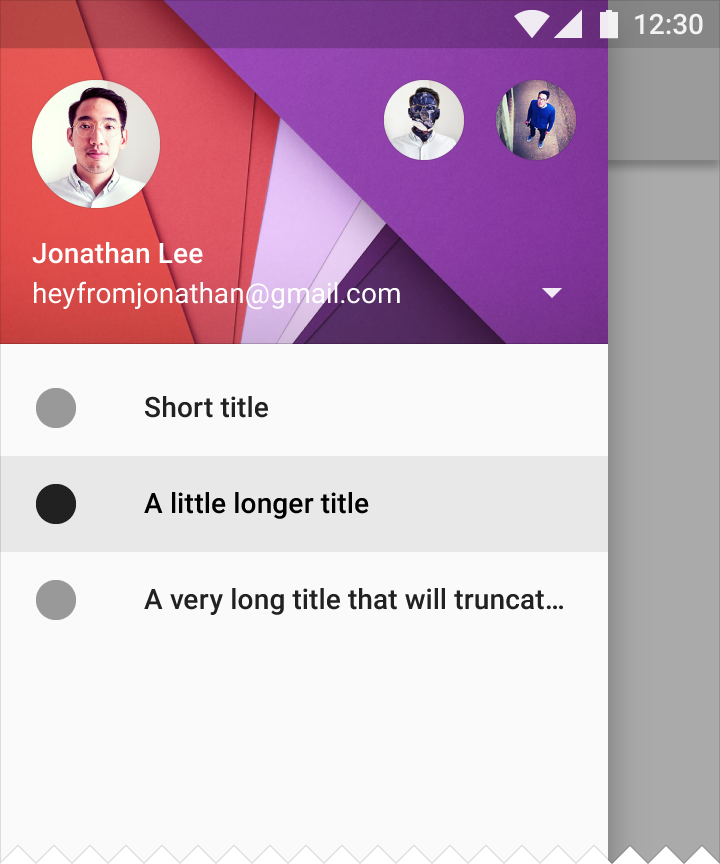 12:30
Jonathan Lee
heyfromjonathan@gmail.com
Short title
A little longer title
A very long title that will truncat…